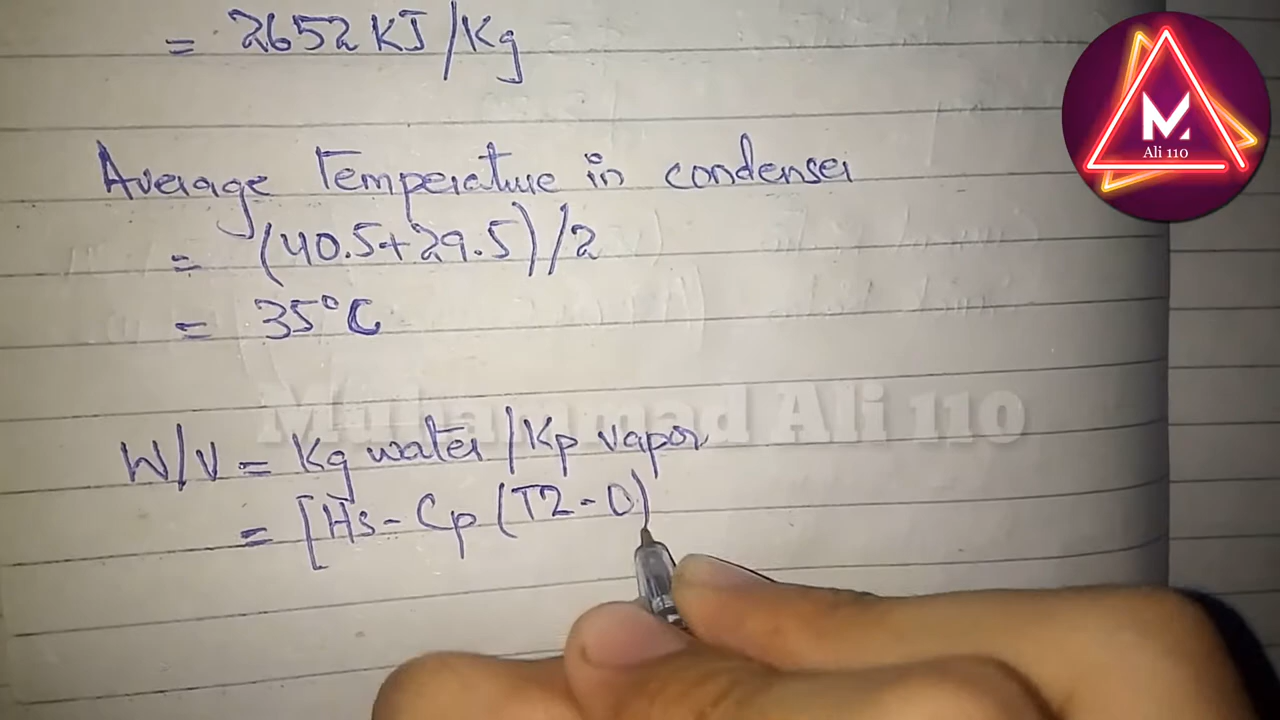 = 2652 KJ/Kg
M.
Ali 110
Average Temperature in condenser
= (40.5+29.5)/2
= 35°C
Muhammad Ali 110
W/V = Kg water/Kp vapor
= [Hs - Cp (T2-0)